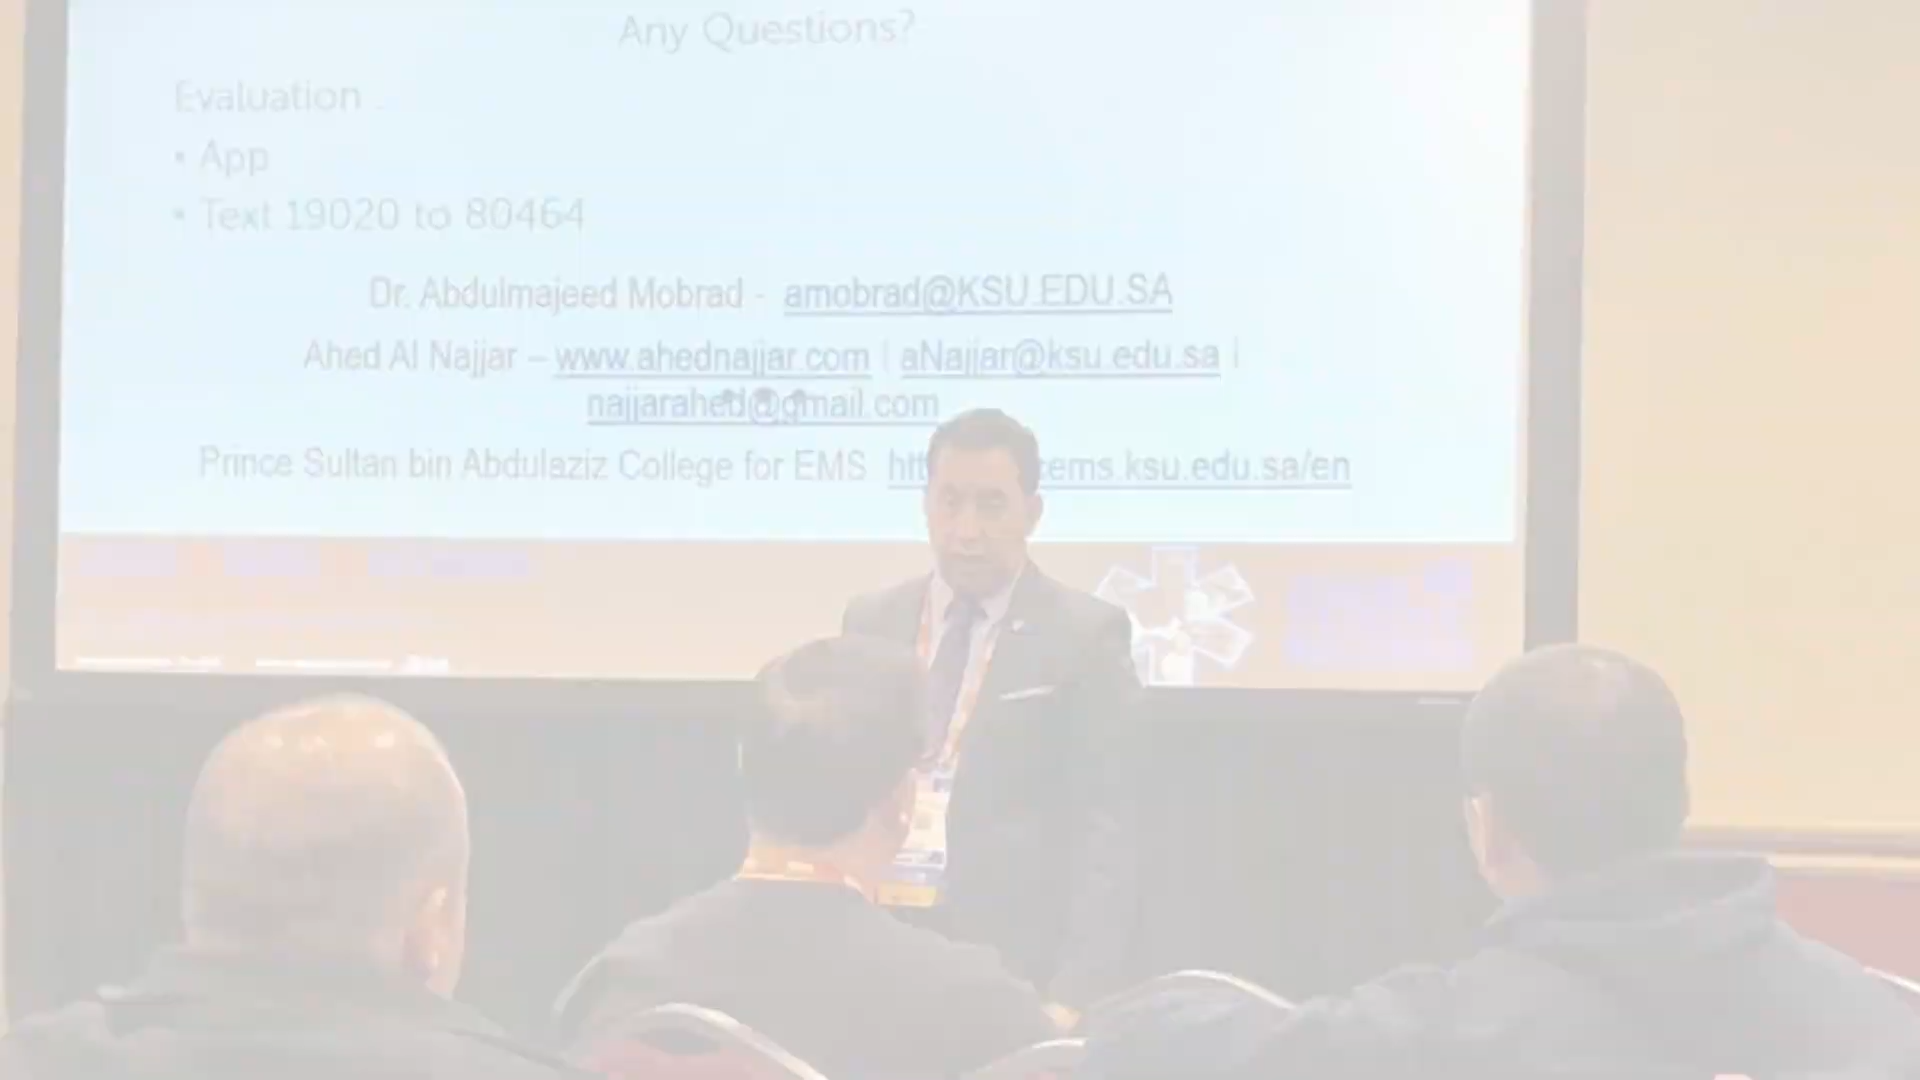 Any Questions?
Evaluation
• App
• Text 19020 to 80464
Dr. Abdulmajeed Mobrad - amobrad@KSU.EDU.SA
Ahed Al Najjar – www.ahednajjar.com | aNajjar@ksu.edu.sa |
najjarahed@gmail.com
Prince Sultan bin Abdulaziz College for EMS